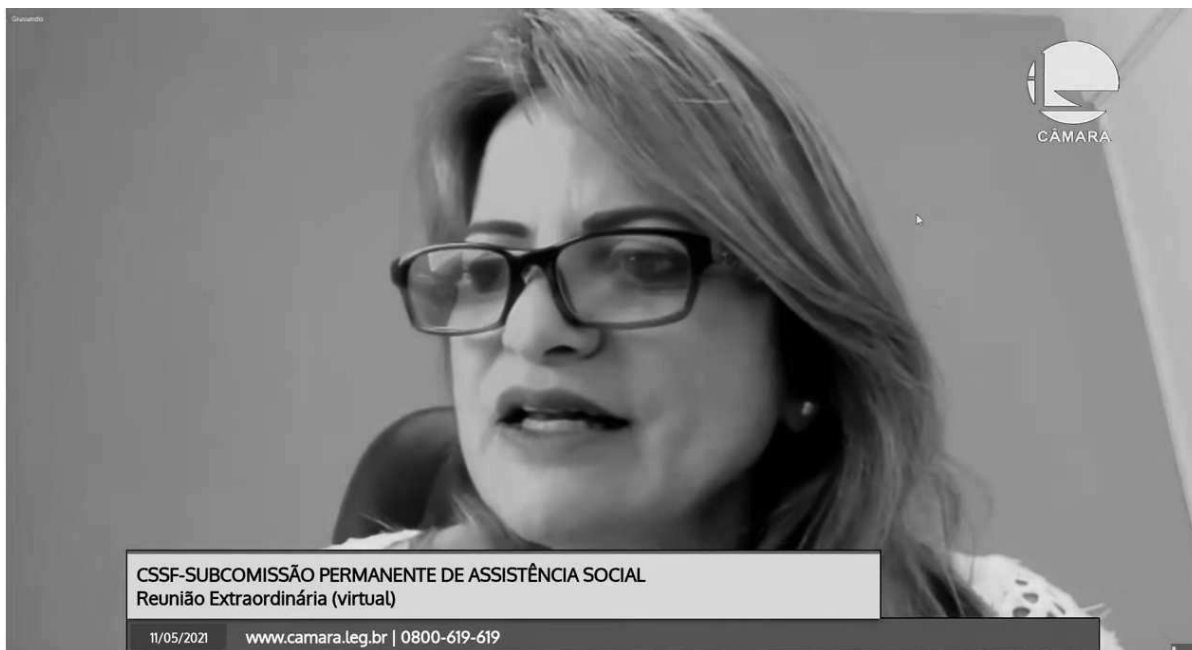 Gravando
CÂMARA
CSSF-SUBCOMISSÃO PERMANENTE DE ASSISTÊNCIA SOCIAL
Reunião Extraordinária (virtual)
11/05/2021 www.camara.leg.br | 0800-619-619